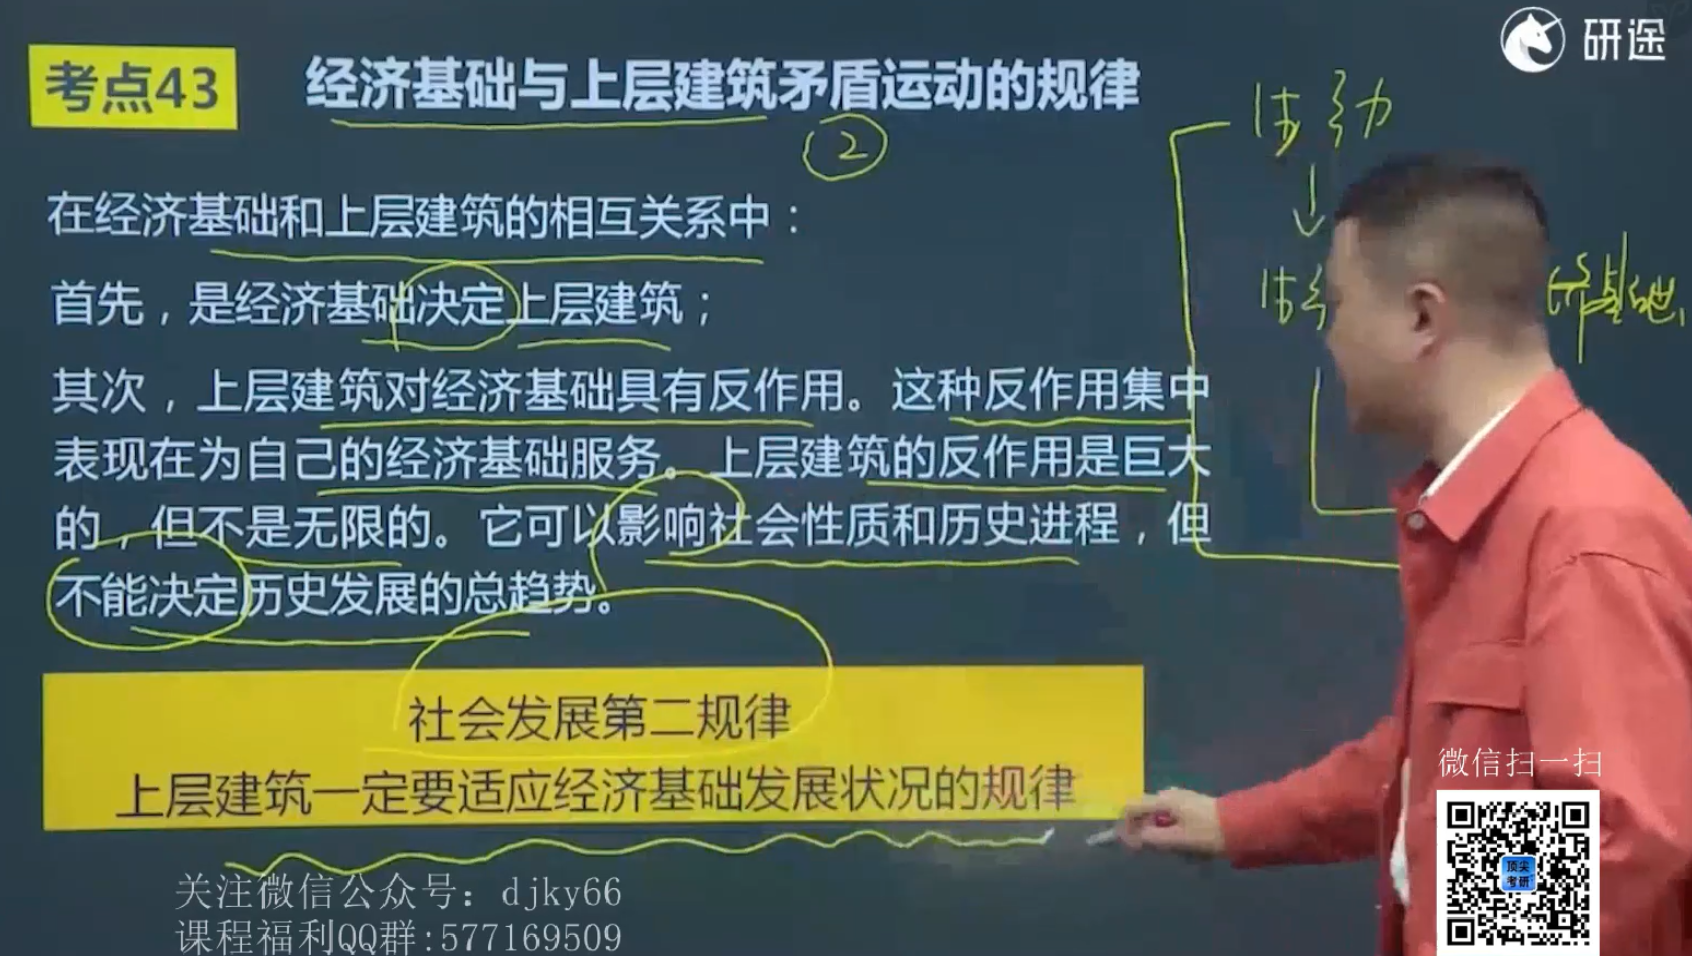 研途
考点43 经济基础与上层建筑矛盾运动的规律
②
在经济基础和上层建筑的相互关系中：
首先，是经济基础决定上层建筑；
其次，上层建筑对经济基础具有反作用。这种反作用集中
表现在为自己的经济基础服务。上层建筑的反作用是巨大
的，但不是无限的。它可以影响社会性质和历史进程，但
不能决定历史发展的总趋势。
社会发展第二规律
上层建筑一定要适应经济基础发展状况的规律
基础
微信扫一扫
顶尖
考研
关注微信公众号：djky66
课程福利QQ群:577169509